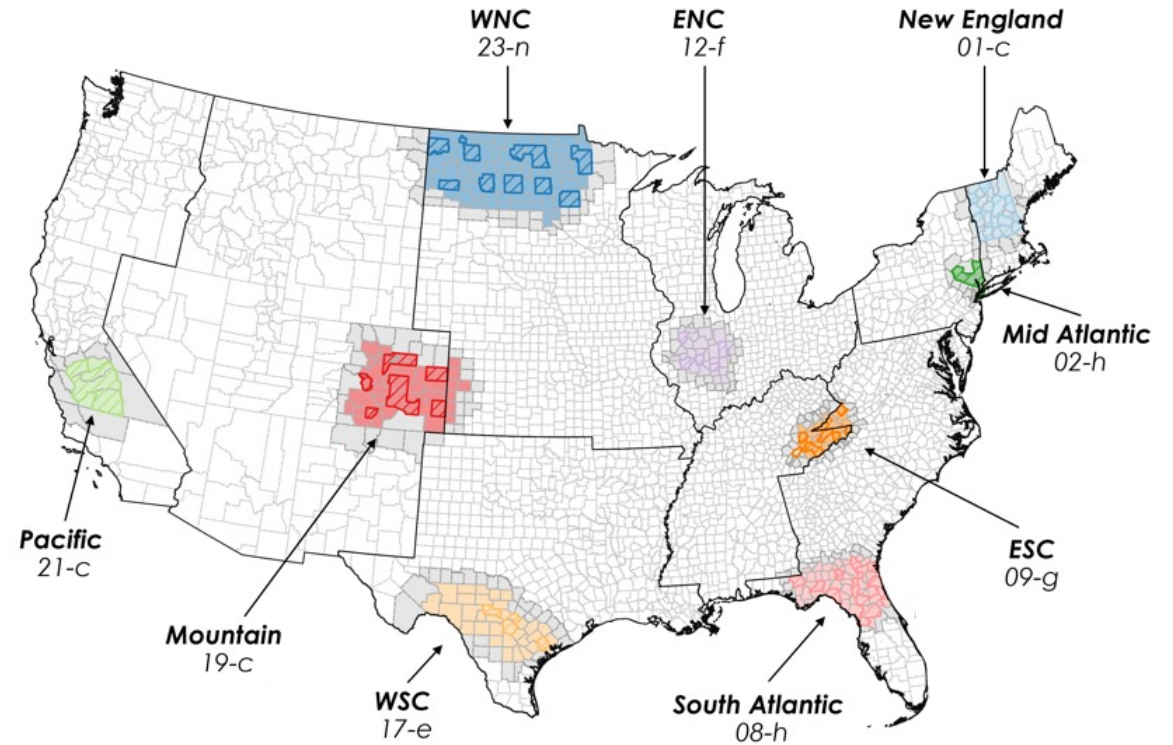 WNC
23-n
ENC
12-f
New England
01-c
Mid Atlantic
02-h
Pacific
21-c
ESC
09-g
Mountain
19-c
WSC
17-e
South Atlantic
08-h